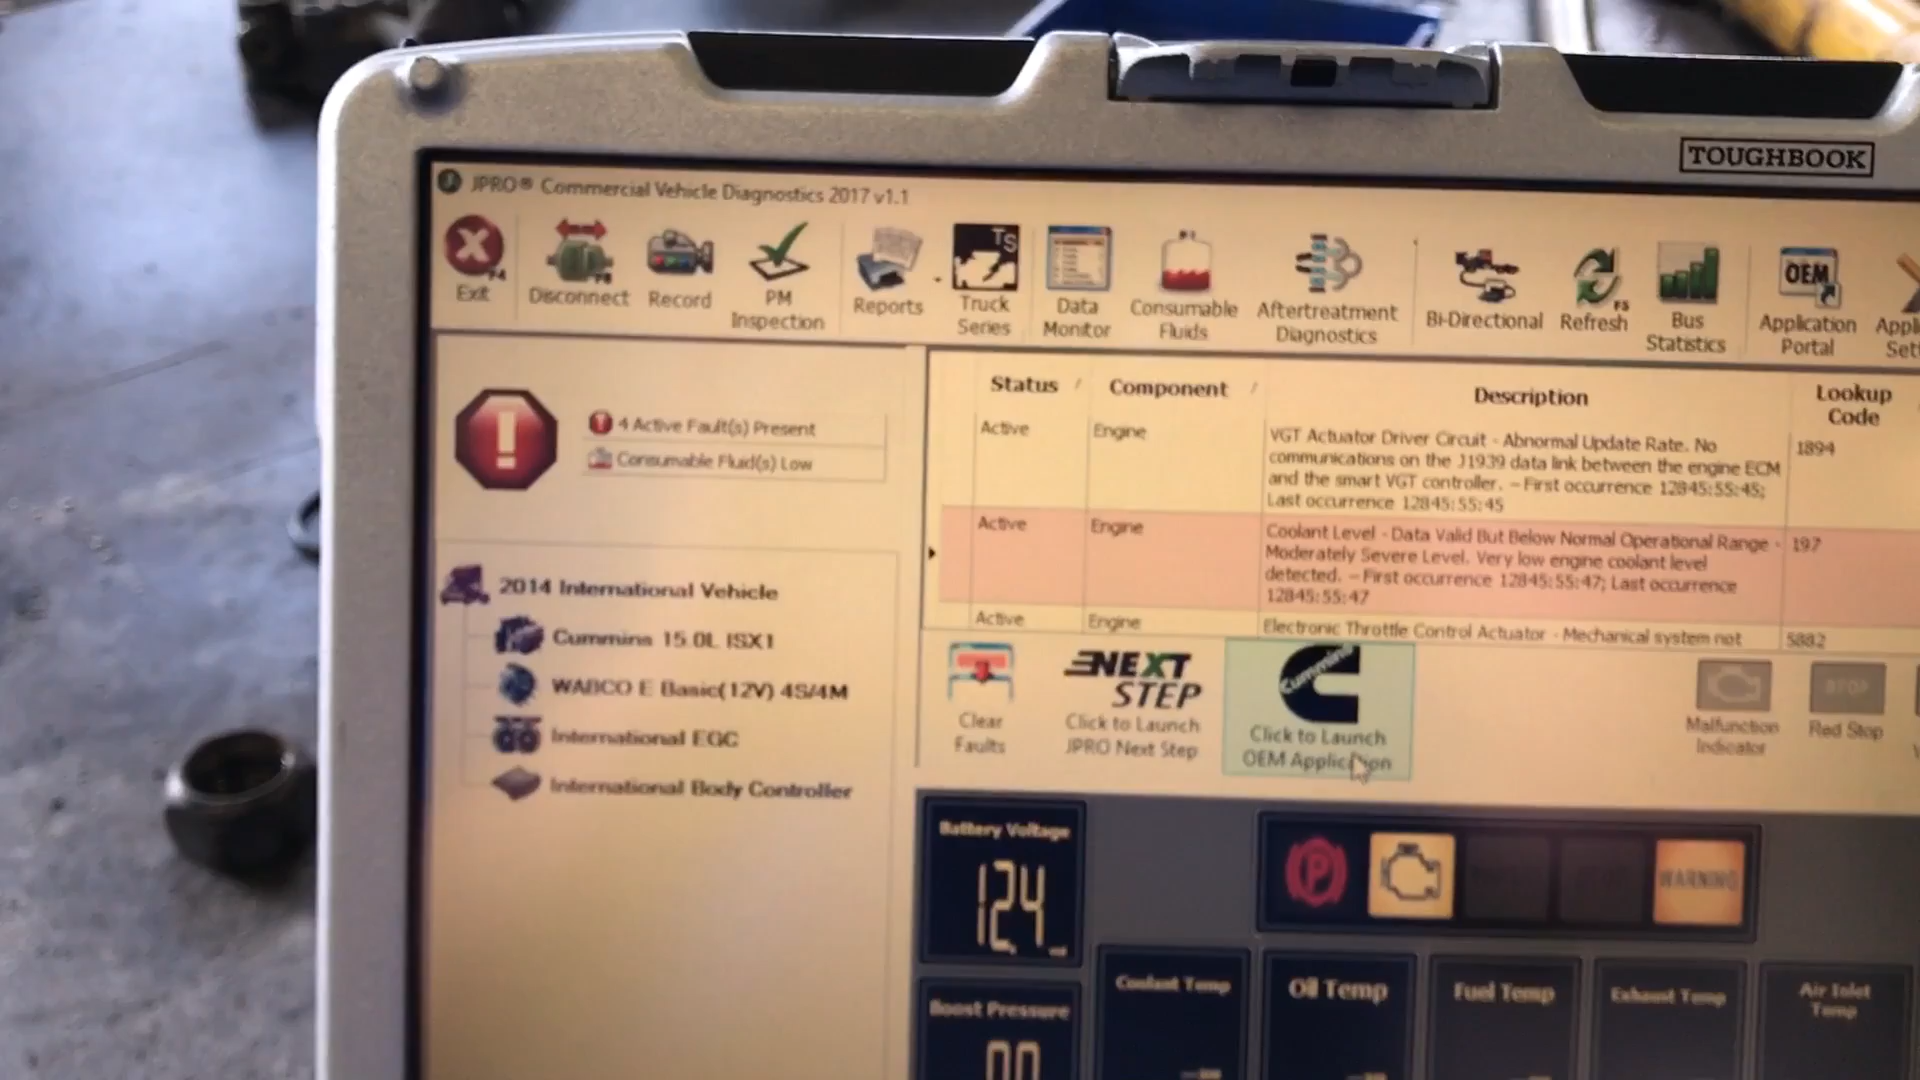 TOUGHBOOK
JPRO® Commercial Vehicle Diagnostics 2017 v1.1
F4
Exit
F8
Disconnect
Record
PM
Inspection
Reports
TS
Truck
Series
Data
Monitor
Consumable
Fluids
Aftertreatment
Diagnostics
Bi-Directional
F5
Refresh
Bus
Statistics
OEM
Application
Portal
4 Active Fault(s) Present
Consumable Fluid(s) Low
2014 International Vehicle
Cummins 15.0L ISX1
WABCO E Basic(12V) 4S/4M
International EGC
International Body Controller
Status
Component
Description
Lookup
Code
Active
Engine
VGT Actuator Driver Circuit - Abnormal Update Rate. No
communications on the J1939 data link between the engine ECM
and the smart VGT controller. – First occurrence 12845:55:45;
Last occurrence 12845:55:45
1894
Active
Engine
Coolant Level - Data Valid But Below Normal Operational Range -
Moderately Severe Level. Very low engine coolant level
detected. – First occurrence 12845:55:47; Last occurrence
12845:55:47
197
Active
Engine
Electronic Throttle Control Actuator - Mechanical system not
5882
Clear
Faults
NEXT
STEP
Click to Launch
JPRO Next Step
Cummins
Click to Launch
OEM Application
Malfunction
Indicator
STOP
Red Stop
Battery Voltage
12.4
P
WARNING
Boost Pressure
Coolant Temp
Oil Temp
Fuel Temp
Exhaust Temp
Air Inlet
Temp